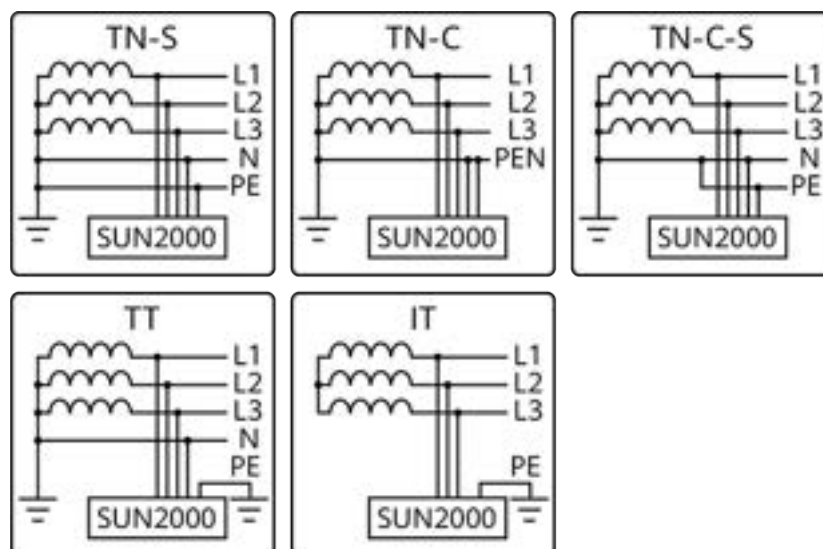 TN-S
L1
L2
L3
N
PE
SUN2000
TN-C
L1
L2
L3
PEN
SUN2000
TN-C-S
L1
L2
L3
N
PE
SUN2000
TT
L1
L2
L3
N
PE
SUN2000
IT
L1
L2
L3
PE
SUN2000